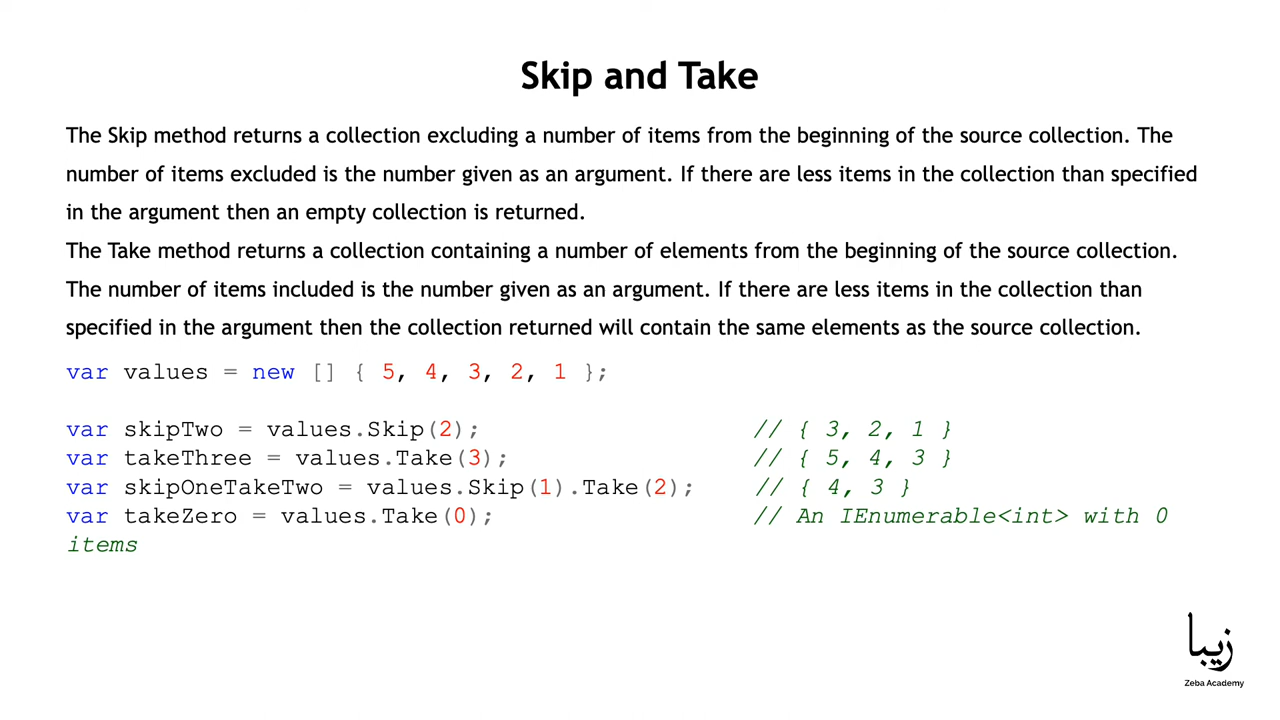 Skip and Take
The Skip method returns a collection excluding a number of items from the beginning of the source collection. The
number of items excluded is the number given as an argument. If there are less items in the collection than specified
in the argument then an empty collection is returned.
The Take method returns a collection containing a number of elements from the beginning of the source collection.
The number of items included is the number given as an argument. If there are less items in the collection than
specified in the argument then the collection returned will contain the same elements as the source collection.
var values = new [] { 5, 4, 3, 2, 1 };
var skipTwo = values.Skip(2); // { 3, 2, 1 }
var takeThree = values.Take(3); // { 5, 4, 3 }
var skipOneTakeTwo = values.Skip(1).Take(2); // { 4, 3 }
var takeZero = values.Take(0); // An IEnumerable<int> with 0
items
زیبا
Zeba Academy